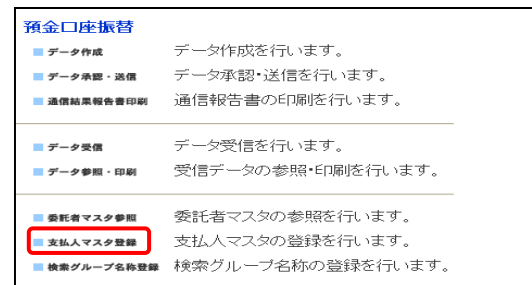 預金口座振替
データ作成 データ作成を行います。
データ承認・送信 データ承認・送信を行います。
通信結果報告書印刷 通信報告書の印刷を行います。
データ受信 データ受信を行います。
データ参照・印刷 受信データの参照・印刷を行います。
委託者マスタ参照 委託者マスタの参照を行います。
支払人マスタ登録 支払人マスタの登録を行います。
検索グループ名称登録 検索グループ名称の登録を行います。